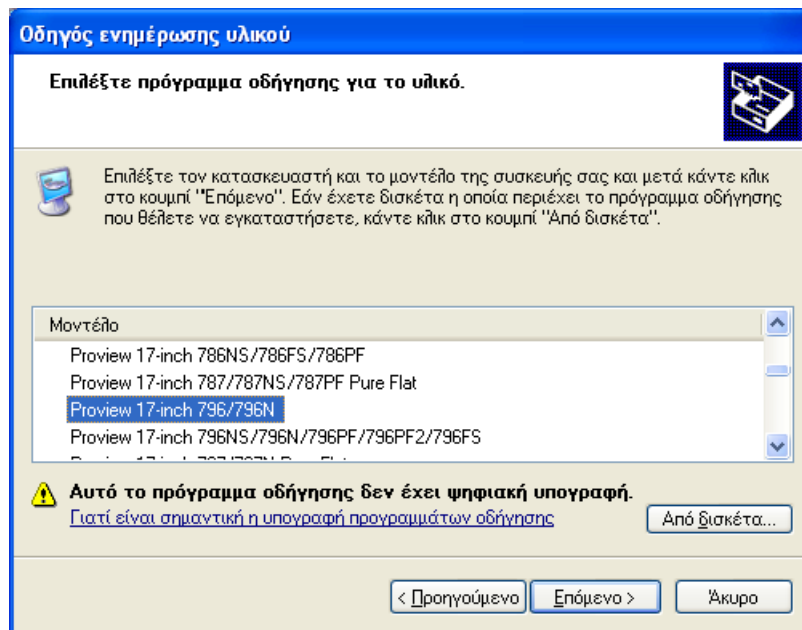 Οδηγός ενημέρωσης υλικού
Επιλέξτε πρόγραμμα οδήγησης για το υλικό.
Επιλέξτε τον κατασκευαστή και το μοντέλο της συσκευής σας και μετά κάντε κλικ
στο κουμπί "Επόμενο". Εάν έχετε δισκέτα η οποία περιέχει το πρόγραμμα οδήγησης
που θέλετε να εγκαταστήσετε, κάντε κλικ στο κουμπί "Από δισκέτα".
Μοντέλο
Proview 17-inch 786NS/786FS/786PF
Proview 17-inch 787/787NS/787PF Pure Flat
Proview 17-inch 796/796N
Proview 17-inch 796NS/796N/796PF/796PF2/796FS
Αυτό το πρόγραμμα οδήγησης δεν έχει ψηφιακή υπογραφή.
Γιατί είναι σημαντική η υπογραφή προγραμμάτων οδήγησης
Από δισκέτα...
< Προηγούμενο Επόμενο > Άκυρο